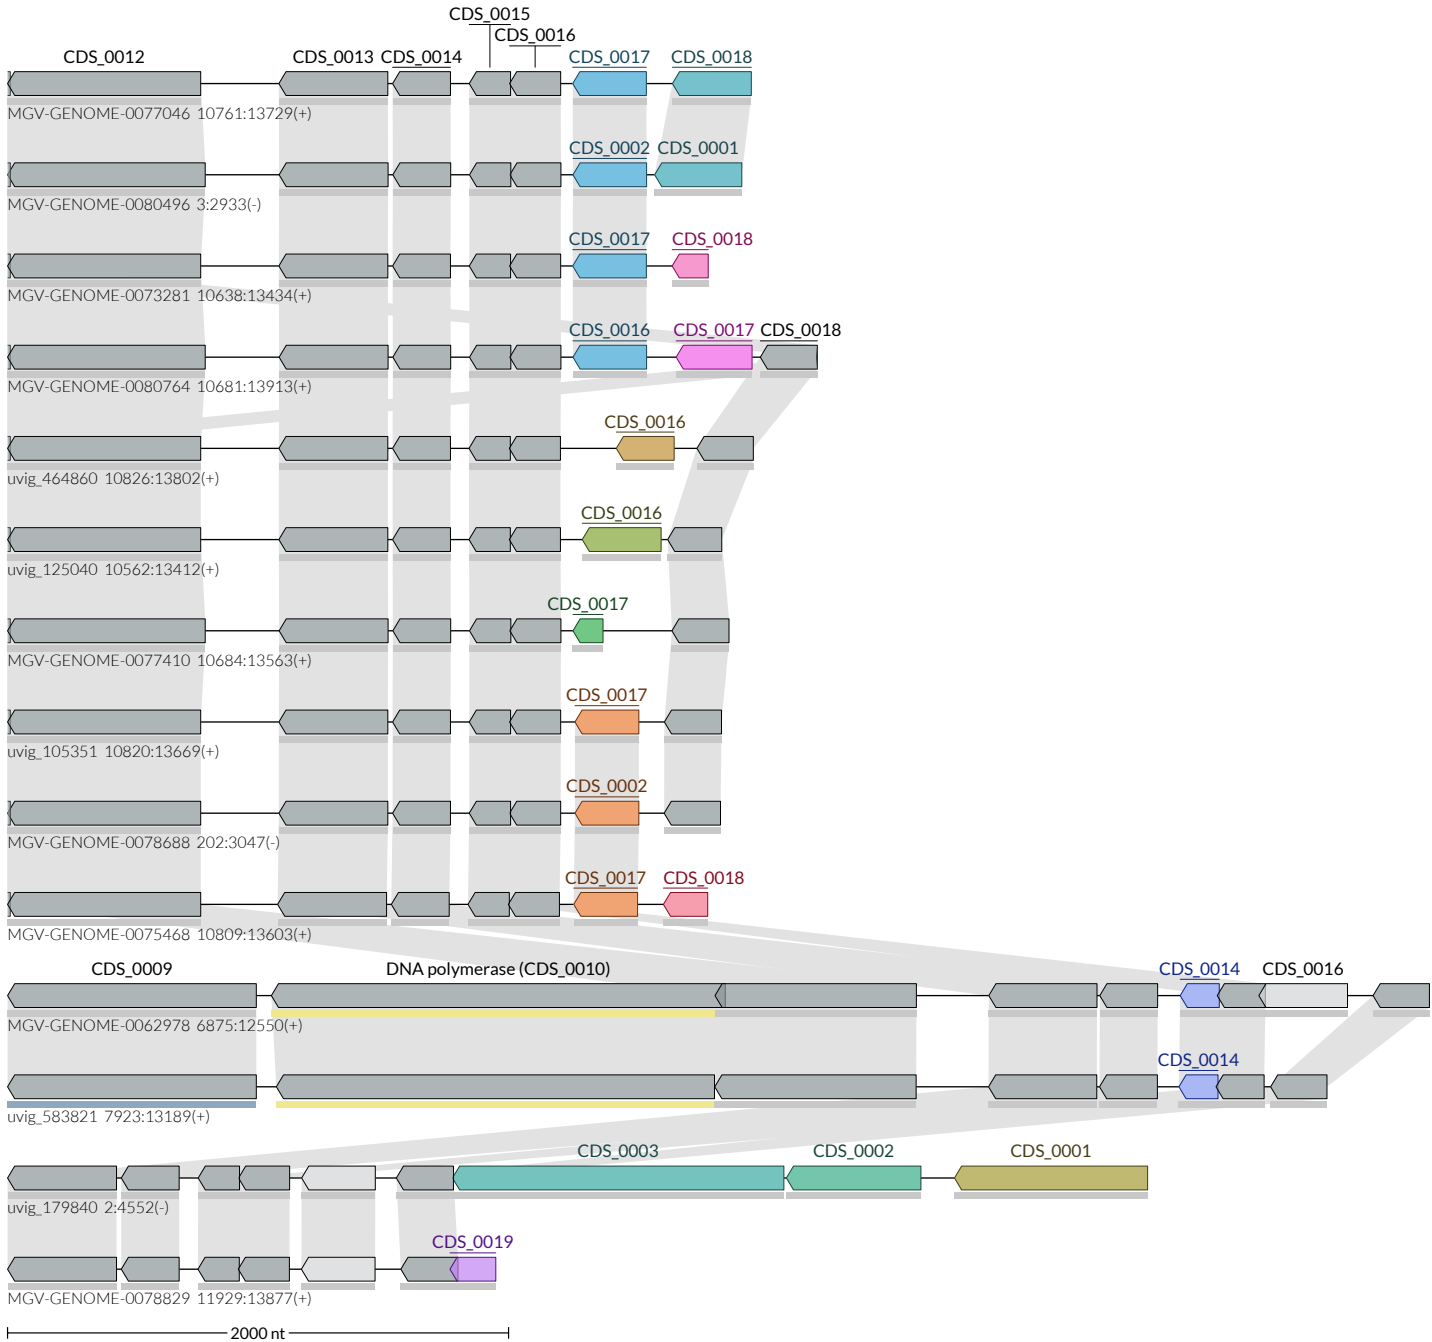 CDS_0015
CDS_0016
CDS_0012 CDS_0013 CDS_0014 CDS_0017 CDS_0018
MGV-GENOME-0077046 10761:13729(+)
CDS_0002 CDS_0001
MGV-GENOME-0080496 3:2933(-)
CDS_0017 CDS_0018
MGV-GENOME-0073281 10638:13434(+)
CDS_0016 CDS_0017 CDS_0018
MGV-GENOME-0080764 10681:13913(+)
CDS_0016
uvig_464860 10826:13802(+)
CDS_0016
uvig_125040 10562:13412(+)
CDS_0017
MGV-GENOME-0077410 10684:13563(+)
CDS_0017
uvig_105351 10820:13669(+)
CDS_0002
MGV-GENOME-0078688 202:3047(-)
CDS_0017 CDS_0018
MGV-GENOME-0075468 10809:13603(+)
CDS_0009 DNA polymerase (CDS_0010) CDS_0014 CDS_0016
MGV-GENOME-0062978 6875:12550(+)
CDS_0014
uvig_583821 7923:13189(+)
CDS_0003 CDS_0002 CDS_0001
uvig_179840 2:4552(-)
CDS_0019
MGV-GENOME-0078829 11929:13877(+)
2000 nt